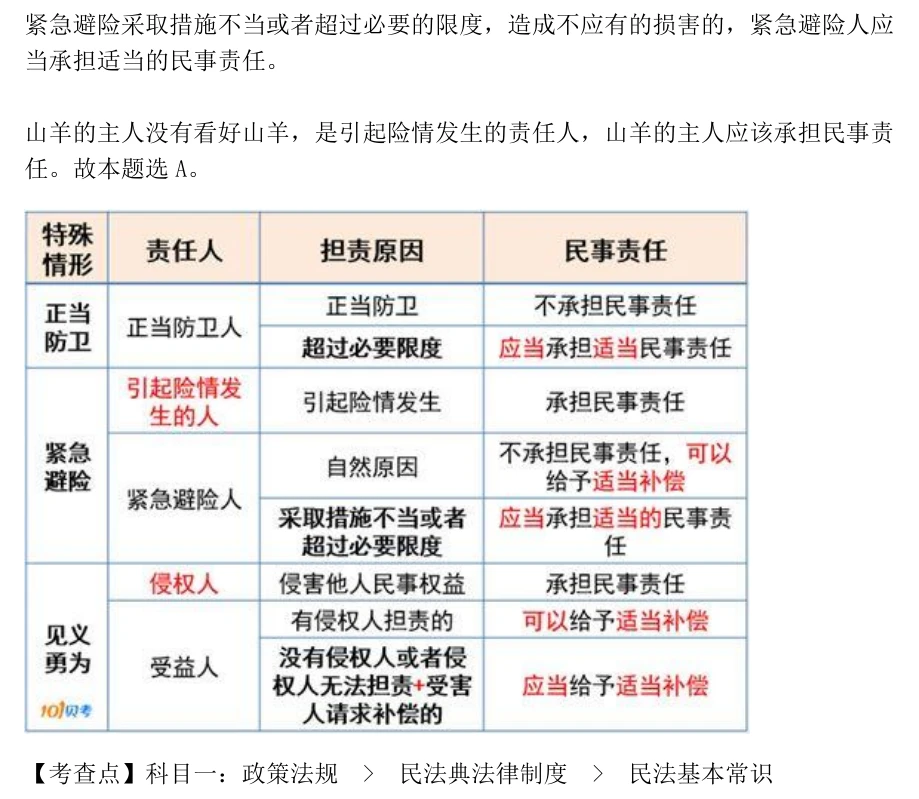 紧急避险采取措施不当或者超过必要的限度，造成不应有的损害的，紧急避险人应
当承担适当的民事责任。
山羊的主人没有看好山羊，是引起险情发生的责任人，山羊的主人应该承担民事责
任。故本题选 A。
特殊
情形
责任人
担责原因
民事责任
正当
防卫
正当防卫人
正当防卫
不承担民事责任
超过必要限度
应当承担适当民事责任
紧急
避险
引起险情发
生的人
引起险情发生
承担民事责任
紧急避险人
自然原因
不承担民事责任，可以
给予适当补偿
采取措施不当或者
超过必要限度
应当承担适当的民事责
任
见义
勇为
侵权人
侵害他人民事权益
承担民事责任
受益人
有侵权人担责的
可以给予适当补偿
没有侵权人或者侵
权人无法担责+受害
人请求补偿的
应当给予适当补偿
101贝考
【考查点】科目一：政策法规 > 民法典法律制度 > 民法基本常识